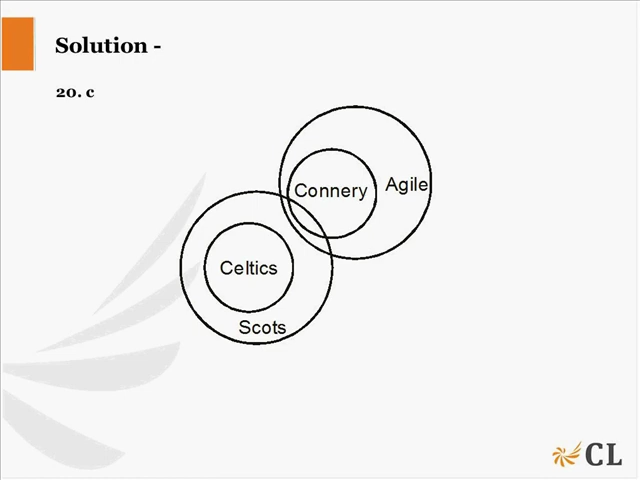 Solution -
20. c
Connery
Agile
Celtics
Scots
CL